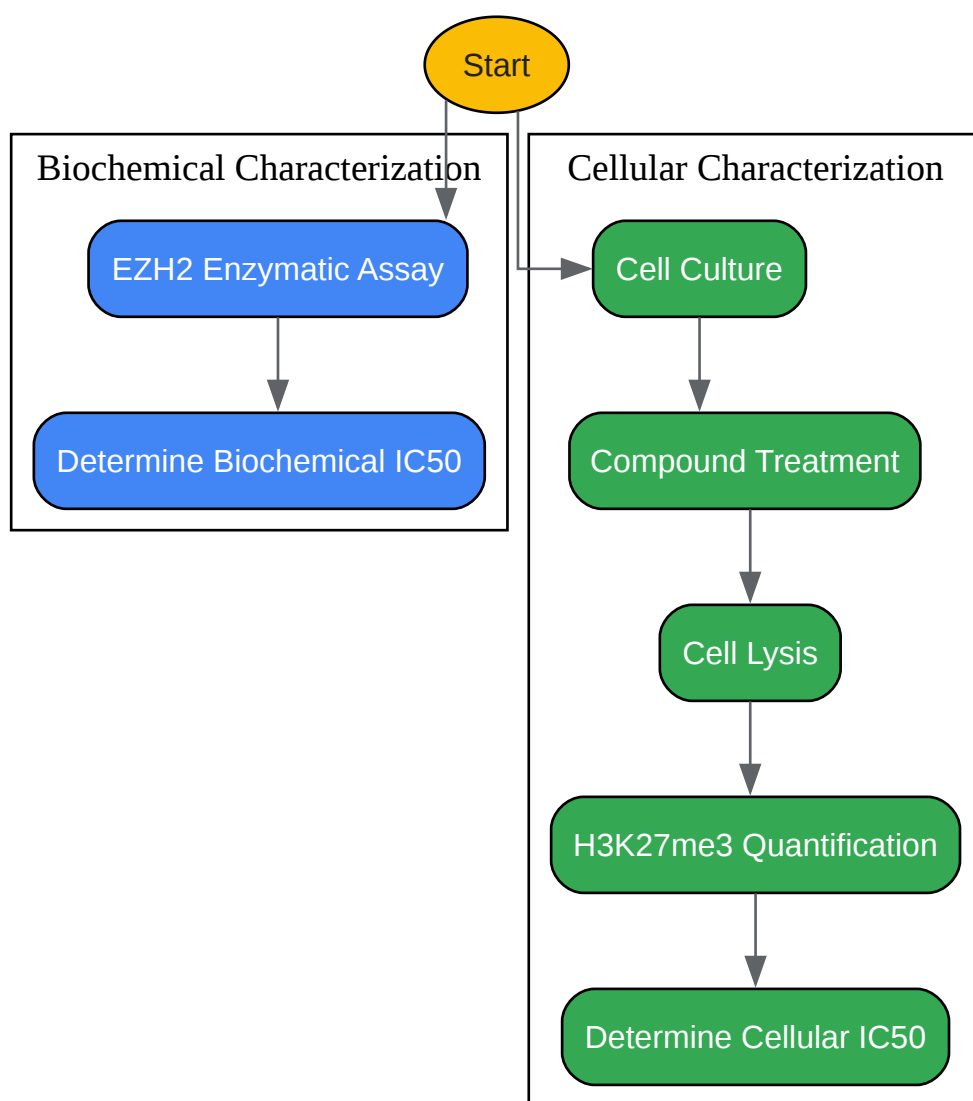 Start
Biochemical Characterization
EZH2 Enzymatic Assay
Determine Biochemical IC50
Cellular Characterization
Cell Culture
Compound Treatment
Cell Lysis
H3K27me3 Quantification
Determine Cellular IC50